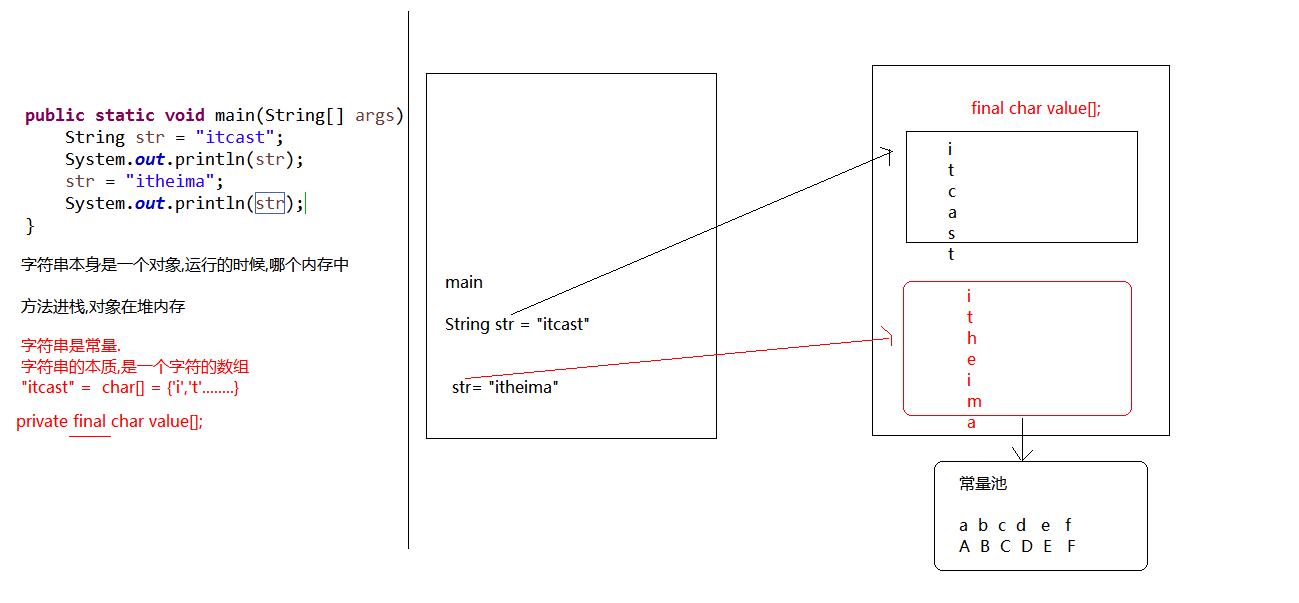 public static void main(String[] args)
String str = "itcast";
System.out.println(str);
str = "itheima";
System.out.println(str);
}
字符串本身是一个对象,运行的时候,哪个内存中
方法进栈,对象在堆内存
字符串是常量.
字符串的本质,是一个字符的数组
"itcast" = char[] = {'i','t'........}
private final char value[];
main
String str = "itcast"
str= "itheima"
final char value[];
i
t
c
a
s
t
i
t
h
e
i
m
a
常量池
a b c d e f
A B C D E F